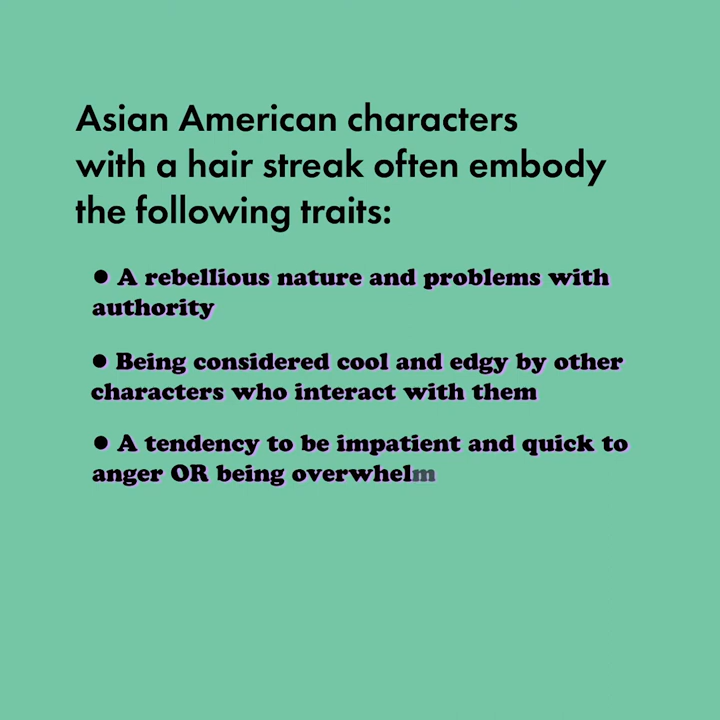 Asian American characters
with a hair streak often embody
the following traits:
● A rebellious nature and problems with
authority
● Being considered cool and edgy by other
characters who interact with them
● A tendency to be impatient and quick to
anger OR being overwhelm